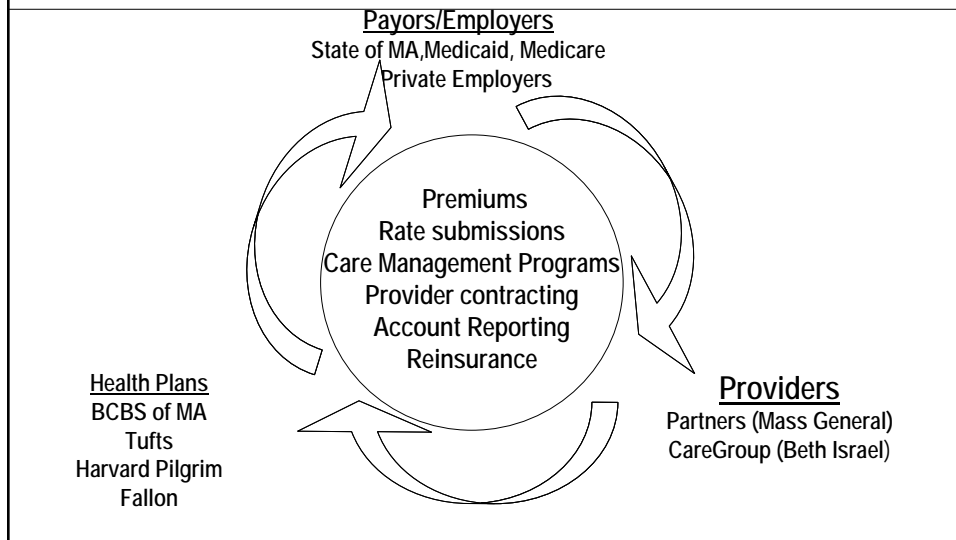 Payors/Employers
State of MA,Medicaid, Medicare
Private Employers
Premiums
Rate submissions
Care Management Programs
Provider contracting
Account Reporting
Reinsurance
Health Plans
BCBS of MA
Tufts
Harvard Pilgrim
Fallon
Providers
Partners (Mass General)
CareGroup (Beth Israel)